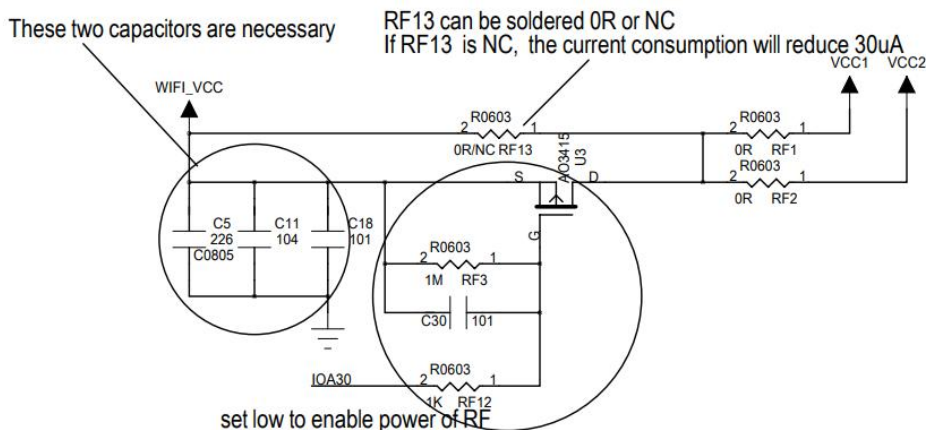 These two capacitors are necessary
RF13 can be soldered 0R or NC
If RF13 is NC, the current consumption will reduce 30uA
VCC1
VCC2
WIFI_VCC
R0603
2
1
0R/NC RF13
R0603
2
1
0R RF1
R0603
2
1
0R RF2
AO3415
U3
S
D
G
C5
226
C0805
C11
104
C18
101
R0603
2
1
1M RF3
C30
101
IOA30
R0603
2
1
1K RF12
set low to enable power of RF